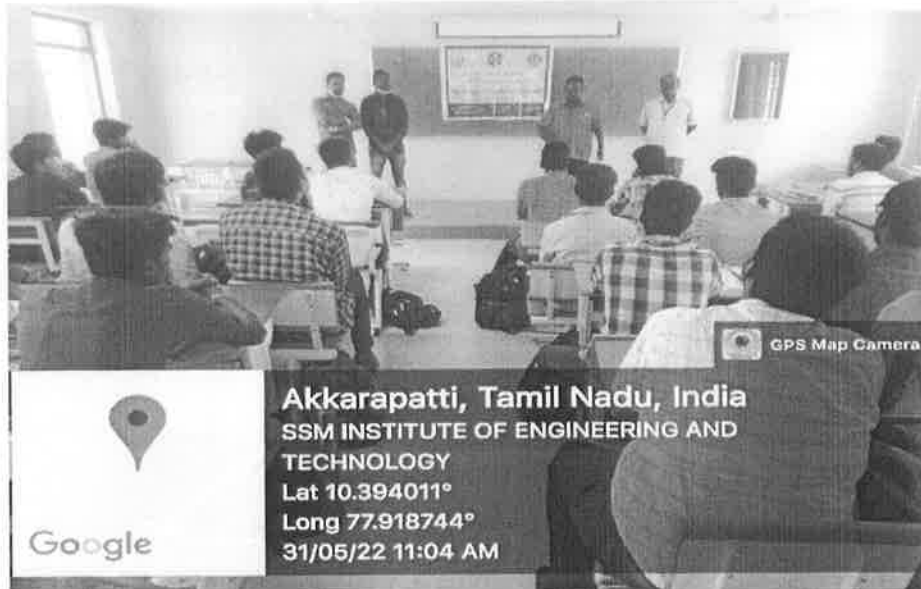 GPS Map Camera
Akkarapatti, Tamil Nadu, India
SSM INSTITUTE OF ENGINEERING AND
TECHNOLOGY
Lat 10.394011°
Long 77.918744°
31/05/22 11:04 AM
Google